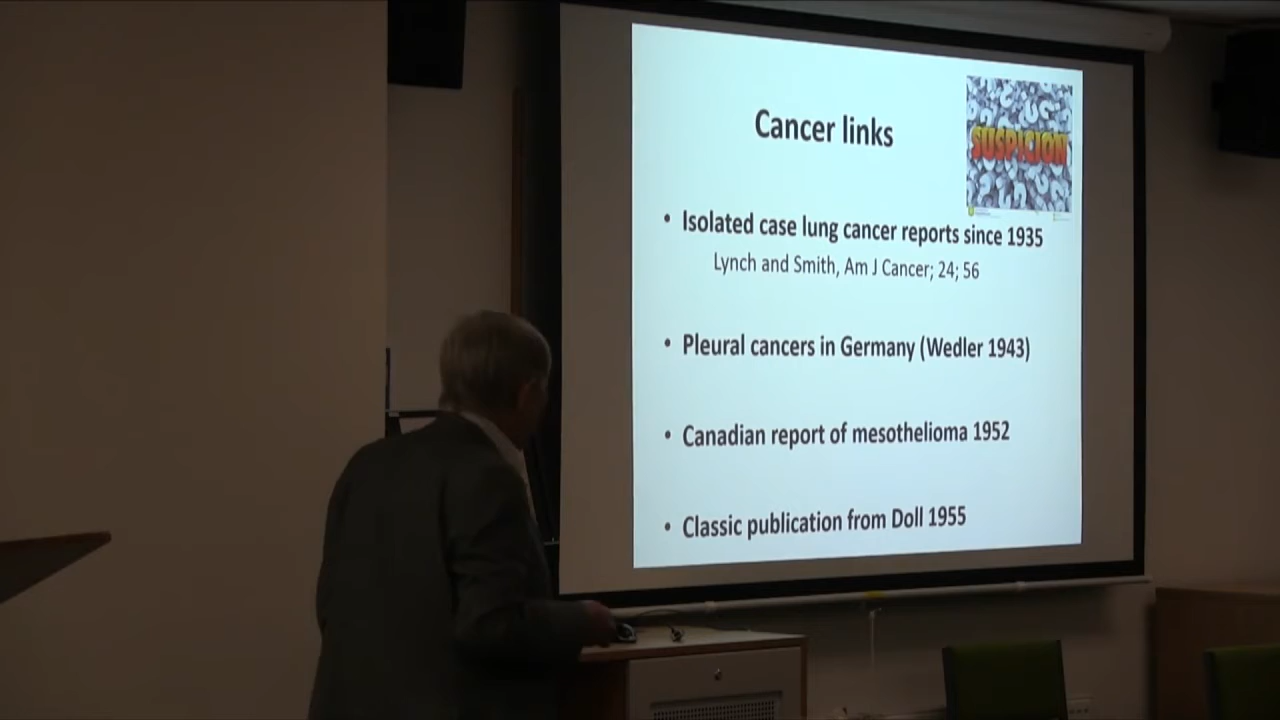 Cancer links
SUSPICION
• Isolated case lung cancer reports since 1935
Lynch and Smith, Am J Cancer; 24; 56
• Pleural cancers in Germany (Wedler 1943)
• Canadian report of mesothelioma 1952
• Classic publication from Doll 1955